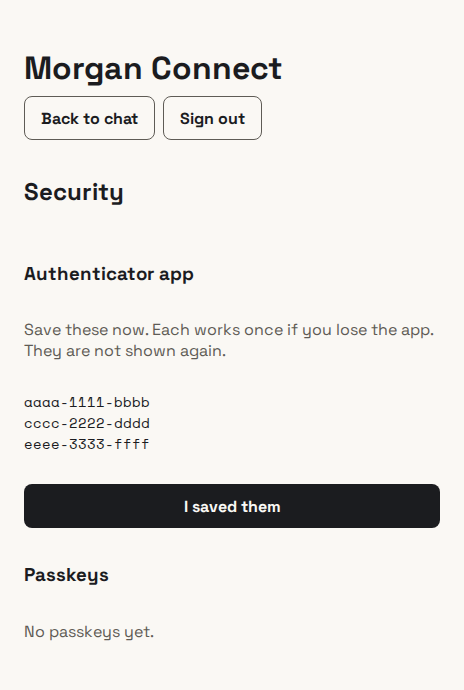 Morgan Connect
Back to chat
Sign out
Security
Authenticator app
Save these now. Each works once if you lose the app.
They are not shown again.
aaaa-1111-bbbb
cccc-2222-dddd
eeee-3333-ffff
I saved them
Passkeys
No passkeys yet.